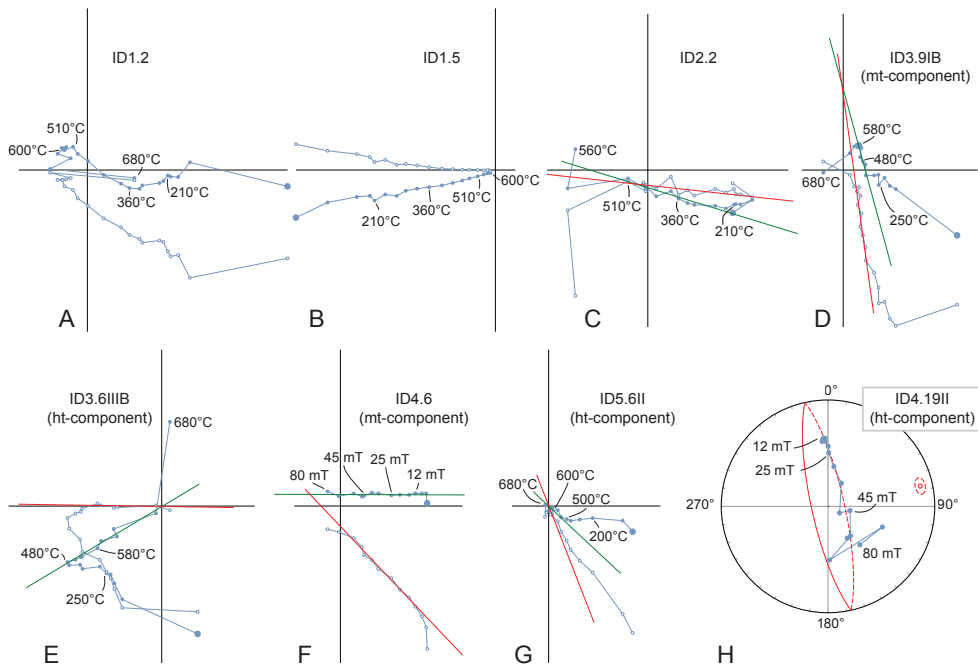 ID1.2
510°C
600°C
680°C
360°C
210°C
A
ID1.5
600°C
510°C
360°C
210°C
B
ID2.2
560°C
510°C
360°C
210°C
C
ID3.9IB
(mt-component)
580°C
480°C
680°C
250°C
D
ID3.6IIIB
(ht-component)
680°C
480°C
580°C
250°C
E
ID4.6
(mt-component)
45 mT
25 mT
80 mT
12 mT
F
ID5.6II
(ht-component)
680°C
600°C
500°C
200°C
G
0°
ID4.19II
(ht-component)
12 mT
25 mT
45 mT
270°
90°
80 mT
180°
H